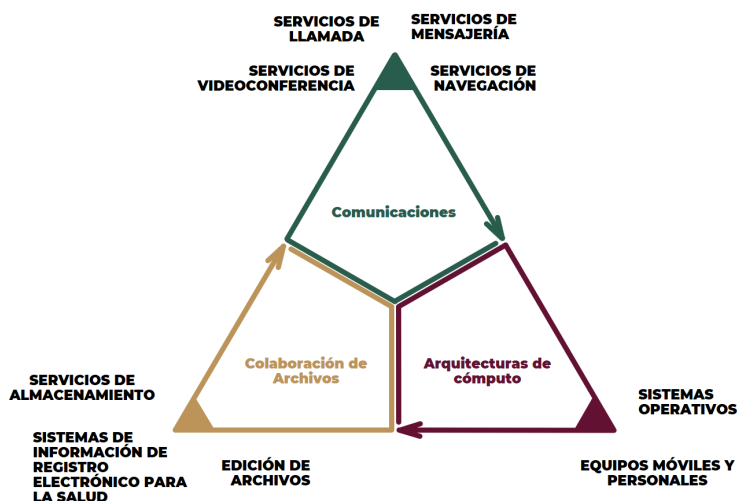 SERVICIOS DE
LLAMADA
SERVICIOS DE
MENSAJERÍA
SERVICIOS DE
VIDEOCONFERENCIA
SERVICIOS DE
NAVEGACIÓN
Comunicaciones
Colaboración de
Archivos
Arquitecturas de
cómputo
SERVICIOS DE
ALMACENAMIENTO
SISTEMAS DE
INFORMACIÓN DE
REGISTRO
ELECTRÓNICO PARA
LA SALUD
EDICIÓN DE
ARCHIVOS
SISTEMAS
OPERATIVOS
EQUIPOS MÓVILES Y
PERSONALES